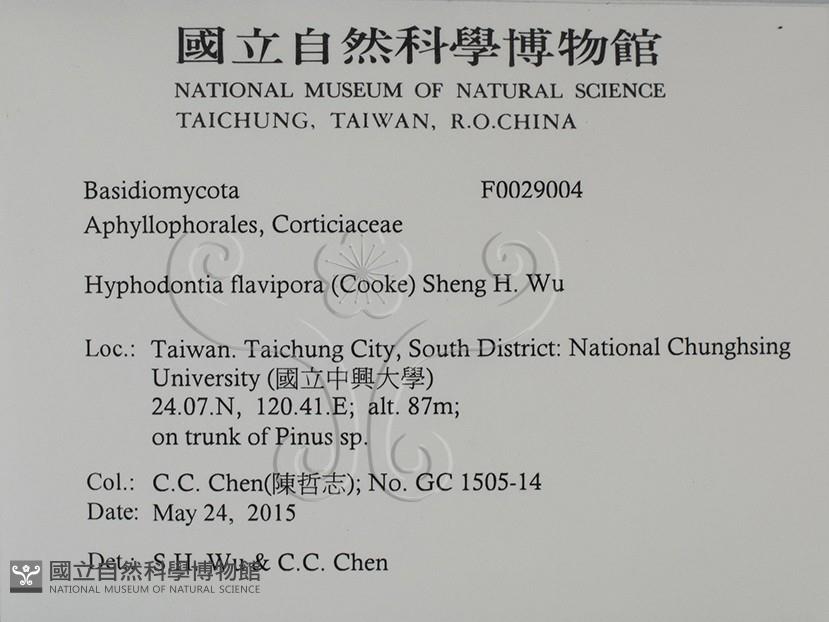 國立自然科學博物館
NATIONAL MUSEUM OF NATURAL SCIENCE
TAICHUNG, TAIWAN, R.O.CHINA
Basidiomycota F0029004
Aphyllophorales, Corticiaceae
Hyphodontia flavipora (Cooke) Sheng H. Wu
Loc.: Taiwan. Taichung City, South District: National Chunghsing
University (國立中興大學)
24.07.N, 120.41.E; alt. 87m;
on trunk of Pinus sp.
Col.: C.C. Chen(陳哲志); No. GC 1505-14
Date: May 24, 2015
Det.: S.H. Wu & C.C. Chen
國立自然科學博物館
NATIONAL MUSEUM OF NATURAL SCIENCE